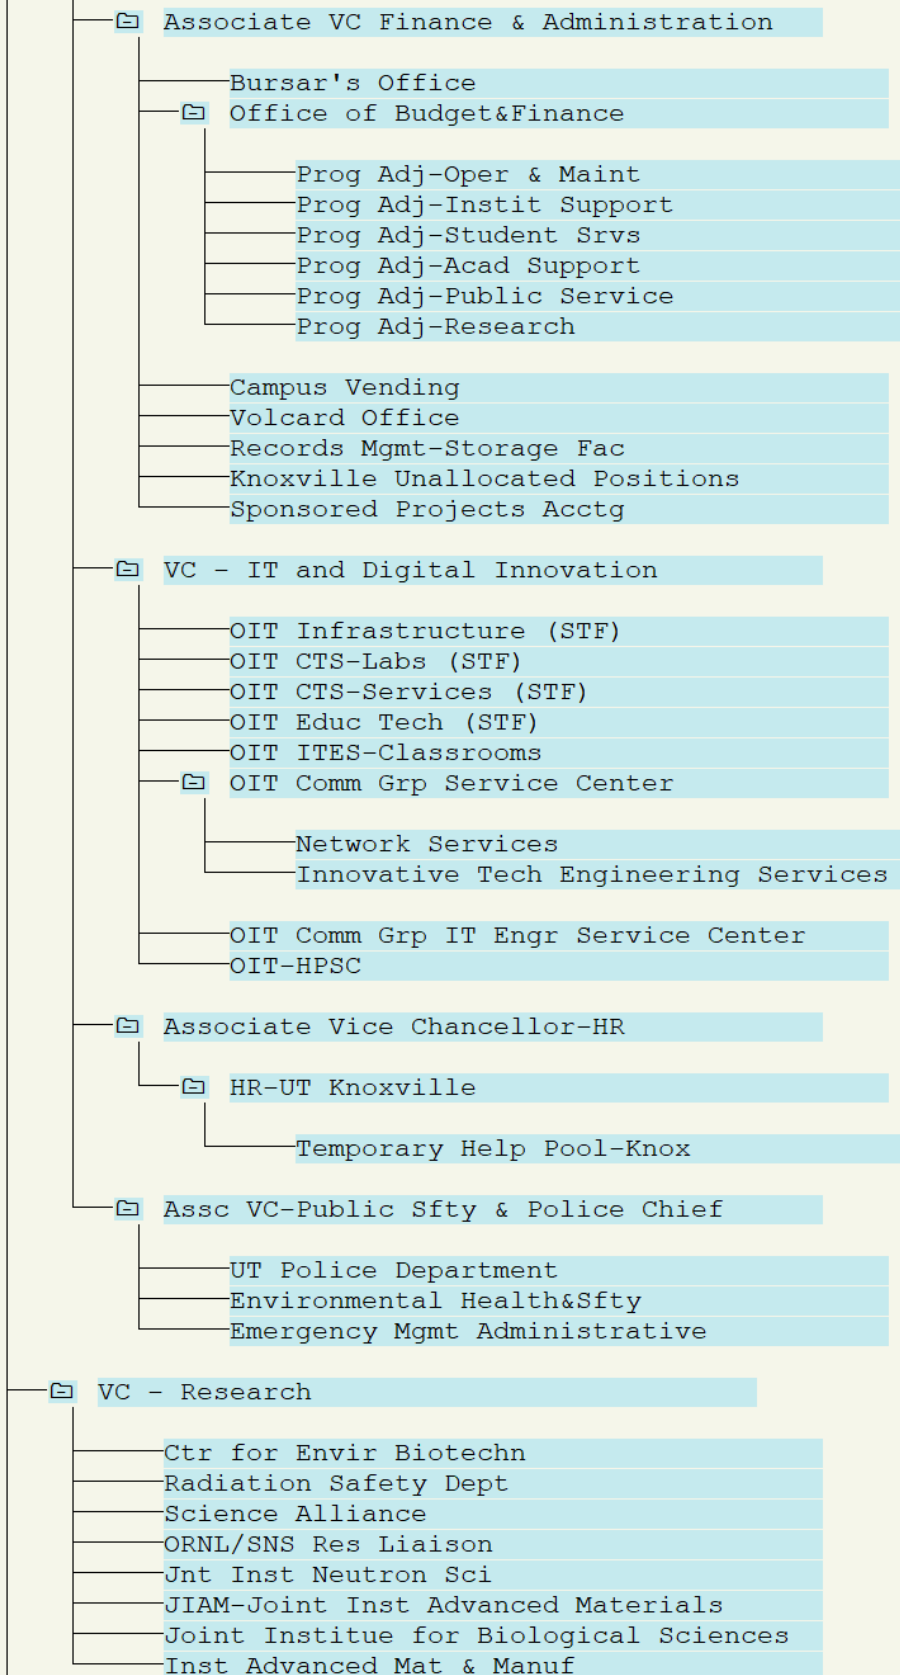 Associate VC Finance & Administration
Bursar's Office
Office of Budget&Finance
Prog Adj-Oper & Maint
Prog Adj-Instit Support
Prog Adj-Student Srvs
Prog Adj-Acad Support
Prog Adj-Public Service
Prog Adj-Research
Campus Vending
Volcard Office
Records Mgmt-Storage Fac
Knoxville Unallocated Positions
Sponsored Projects Acctg
VC - IT and Digital Innovation
OIT Infrastructure (STF)
OIT CTS-Labs (STF)
OIT CTS-Services (STF)
OIT Educ Tech (STF)
OIT ITES-Classrooms
OIT Comm Grp Service Center
Network Services
Innovative Tech Engineering Services
OIT Comm Grp IT Engr Service Center
OIT-HPSC
Associate Vice Chancellor-HR
HR-UT Knoxville
Temporary Help Pool-Knox
Assc VC-Public Sfty & Police Chief
UT Police Department
Environmental Health&Sfty
Emergency Mgmt Administrative
VC - Research
Ctr for Envir Biotechn
Radiation Safety Dept
Science Alliance
ORNL/SNS Res Liaison
Jnt Inst Neutron Sci
JIAM-Joint Inst Advanced Materials
Joint Institue for Biological Sciences
Inst Advanced Mat & Manuf